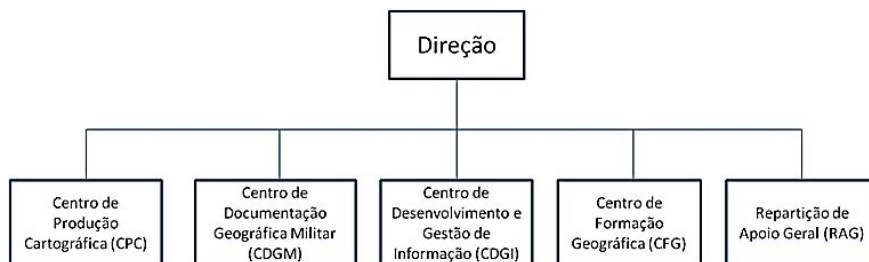 Direção
Centro de
Produção
Cartográfica (CPC)
Centro de
Documentação
Geográfica Militar
(CDGM)
Centro de
Desenvolvimento e
Gestão de
Informação (CDGI)
Centro de
Formação
Geográfica (CFG)
Repartição de
Apoio Geral (RAG)